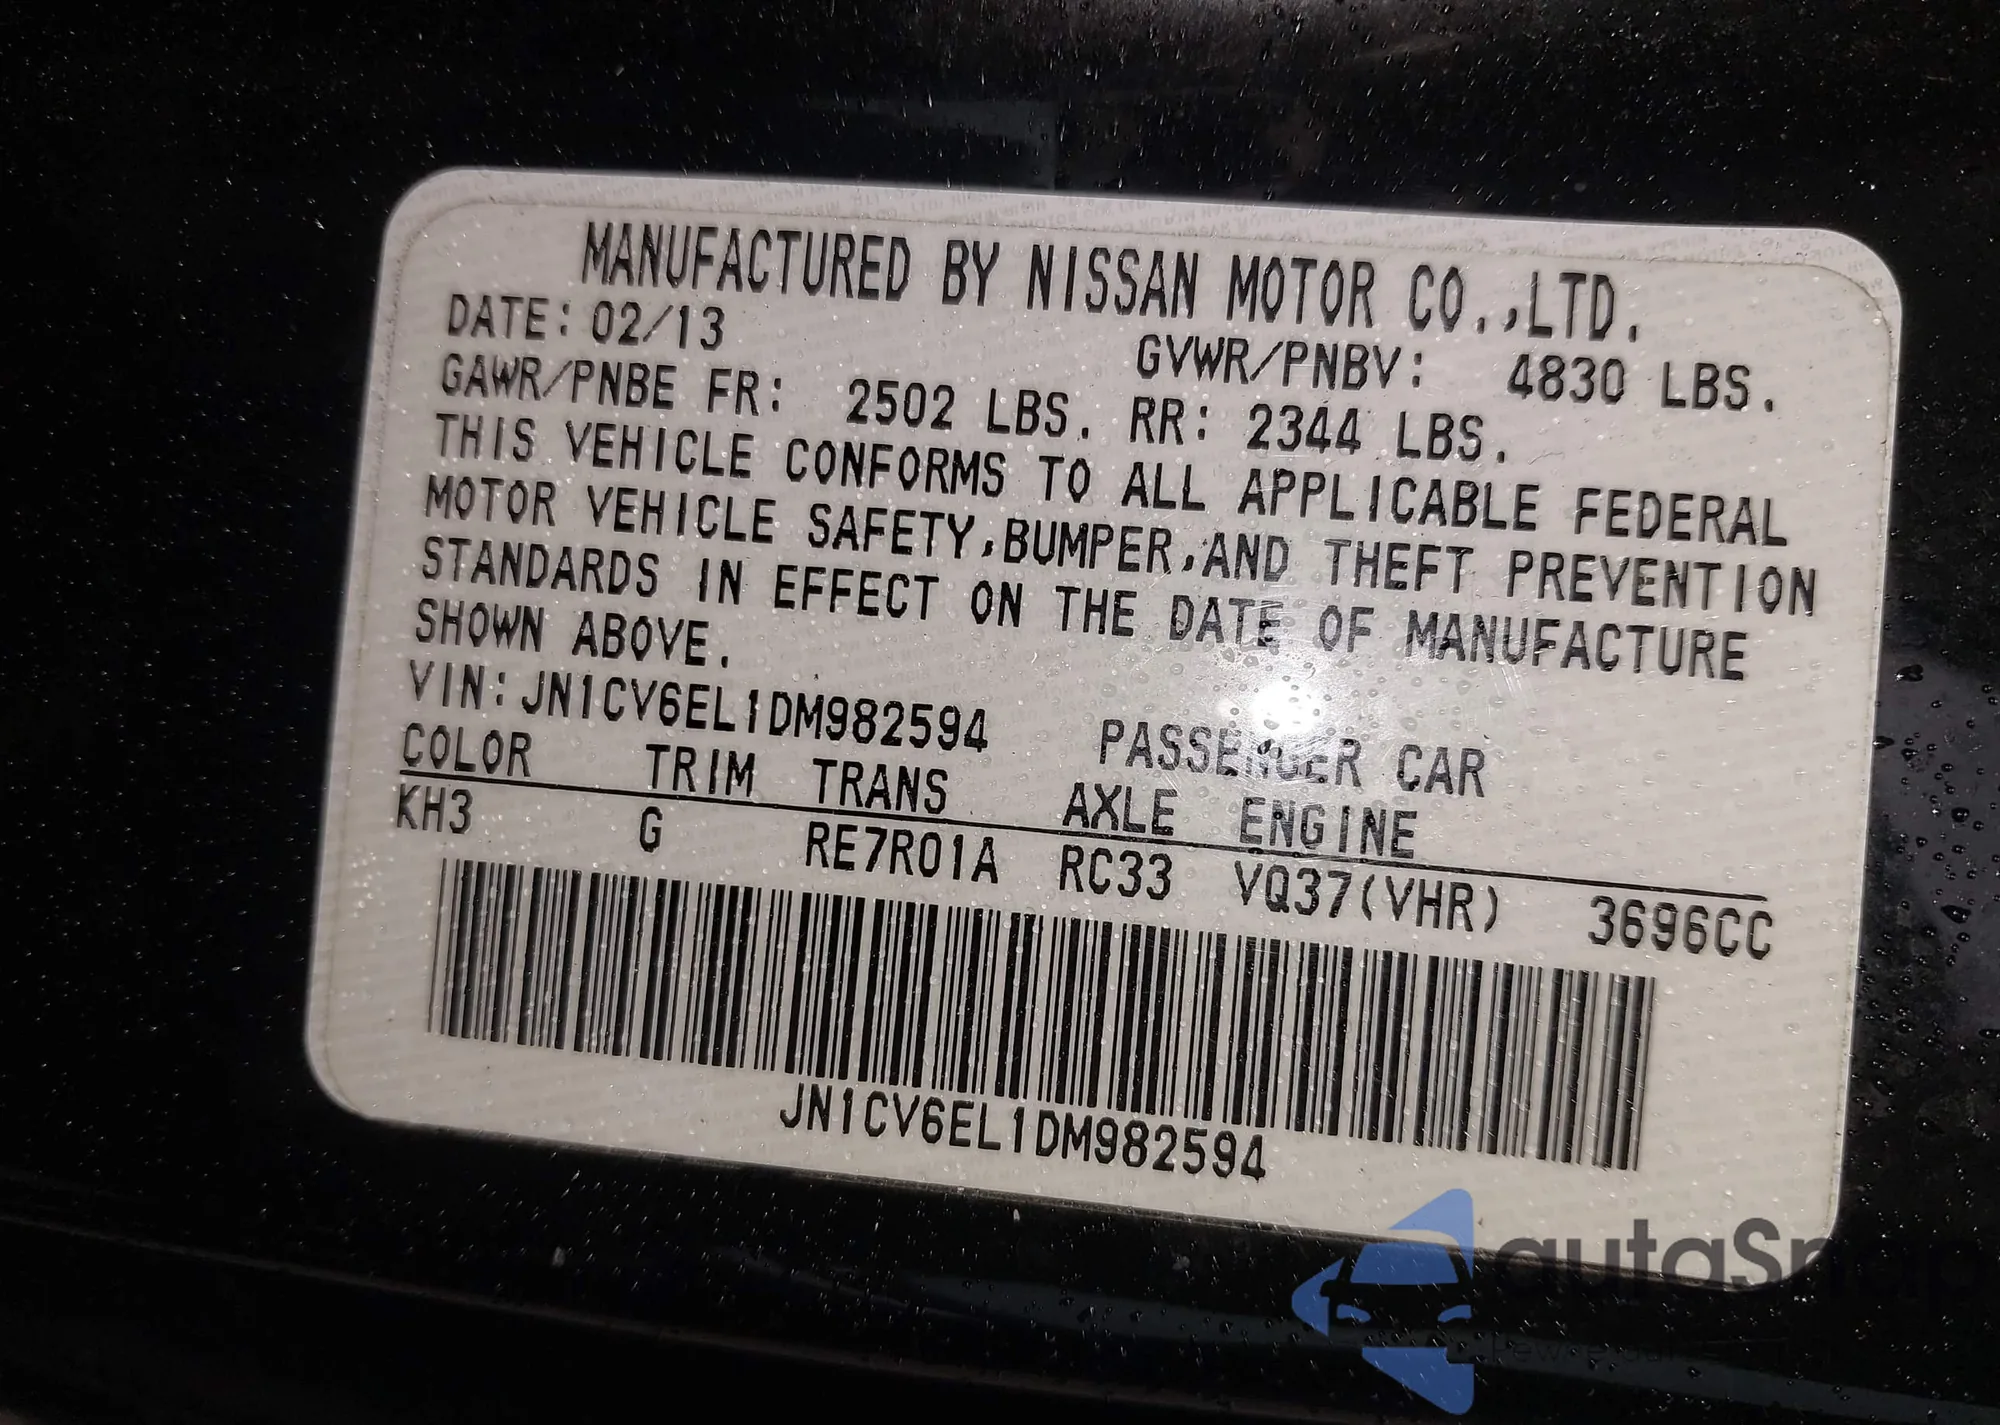 MANUFACTURED BY NISSAN MOTOR CO.,LTD.
DATE: 02/13 GVWR/PNBV: 4830 LBS.
GAWR/PNBE FR: 2502 LBS. RR: 2344 LBS.
THIS VEHICLE CONFORMS TO ALL APPLICABLE FEDERAL
MOTOR VEHICLE SAFETY,BUMPER,AND THEFT PREVENTION
STANDARDS IN EFFECT ON THE DATE OF MANUFACTURE
SHOWN ABOVE.
VIN:JN1CV6EL1DM982594 PASSENGER CAR
COLOR TRIM TRANS AXLE ENGINE
KH3 G RE7R01A RC33 VQ37(VHR) 3696CC
JN1CV6EL1DM982594